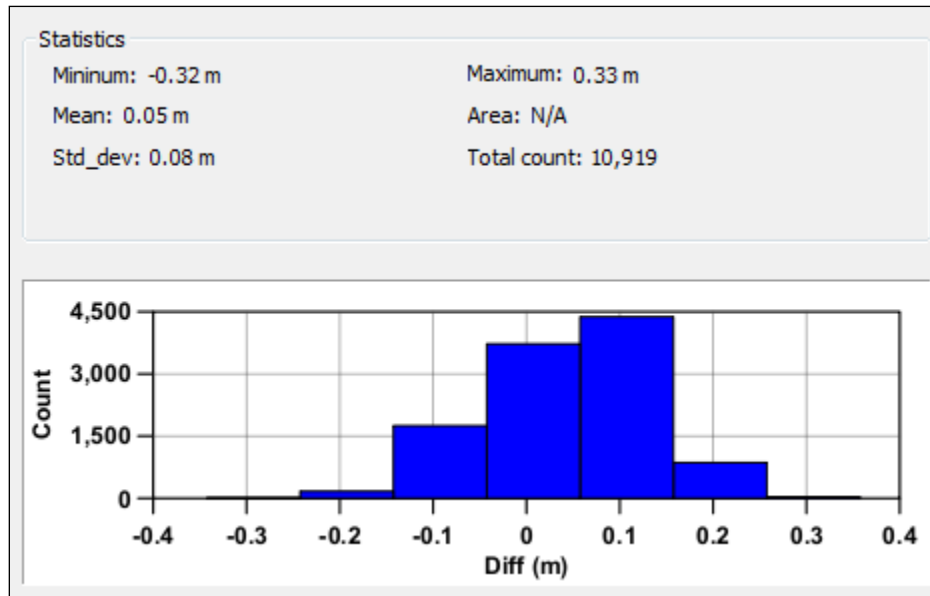 Statistics
Mininum: -0.32 m Maximum: 0.33 m
Mean: 0.05 m Area: N/A
Std_dev: 0.08 m Total count: 10,919
4,500
3,000
1,500
0
Count
-0.4 -0.3 -0.2 -0.1 0 0.1 0.2 0.3 0.4
Diff (m)